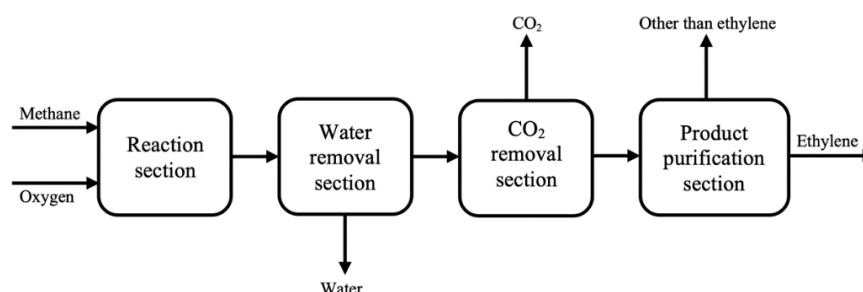 CO₂
Other than ethylene
Methane
Oxygen
Reaction
section
Water
removal
section
CO₂
removal
section
Product
purification
section
Ethylene
Water